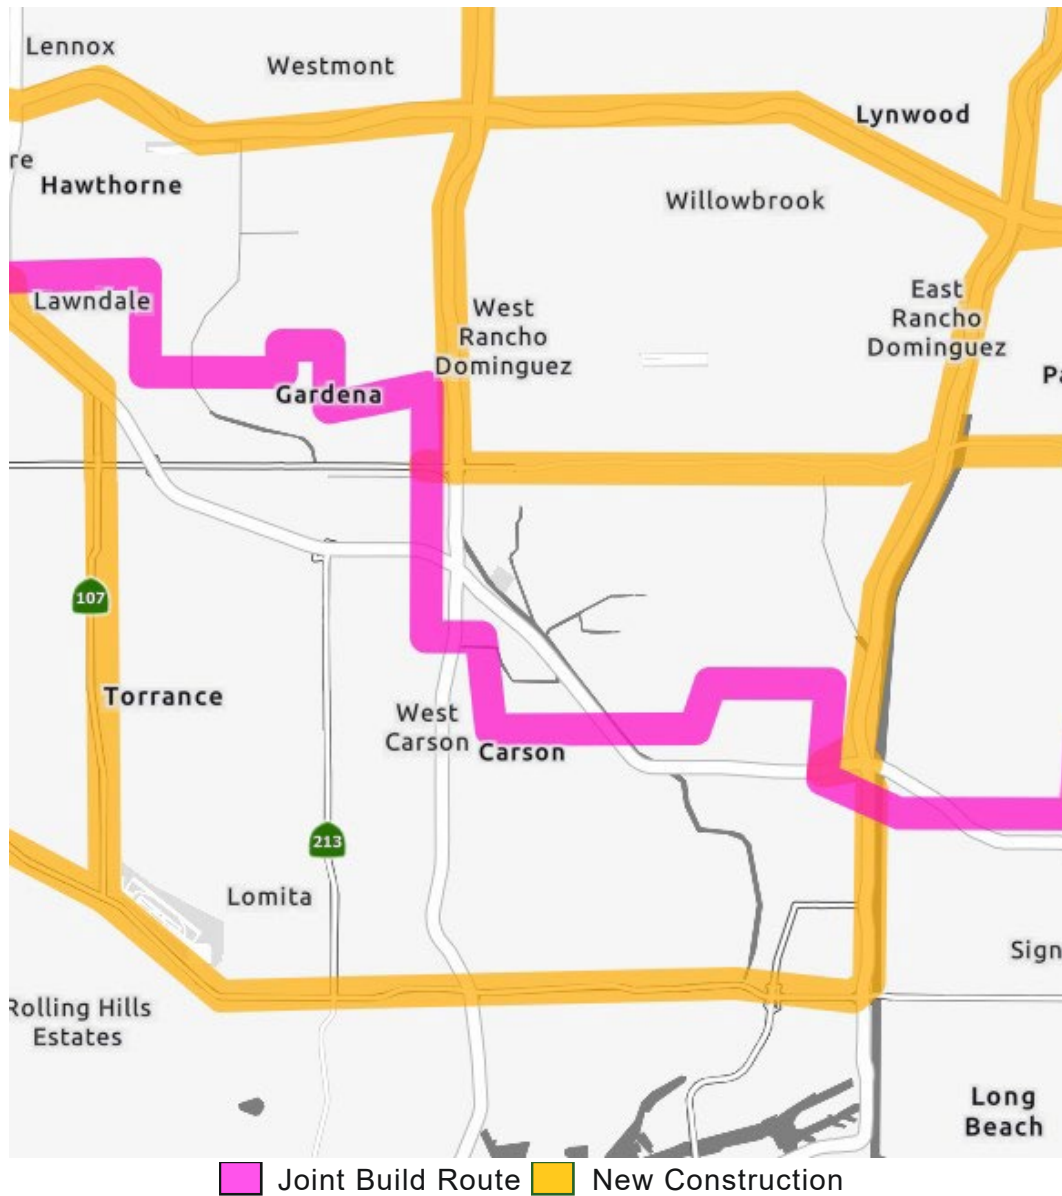 Lennox
Westmont
Lynwood
re
Hawthorne
Willowbrook
Lawndale
West
Rancho
Dominguez
East
Rancho
Dominguez
Pa
Gardena
107
Torrance
West
Carson
Carson
213
Lomita
Sign
Rolling Hills
Estates
Long
Beach
Joint Build Route
New Construction